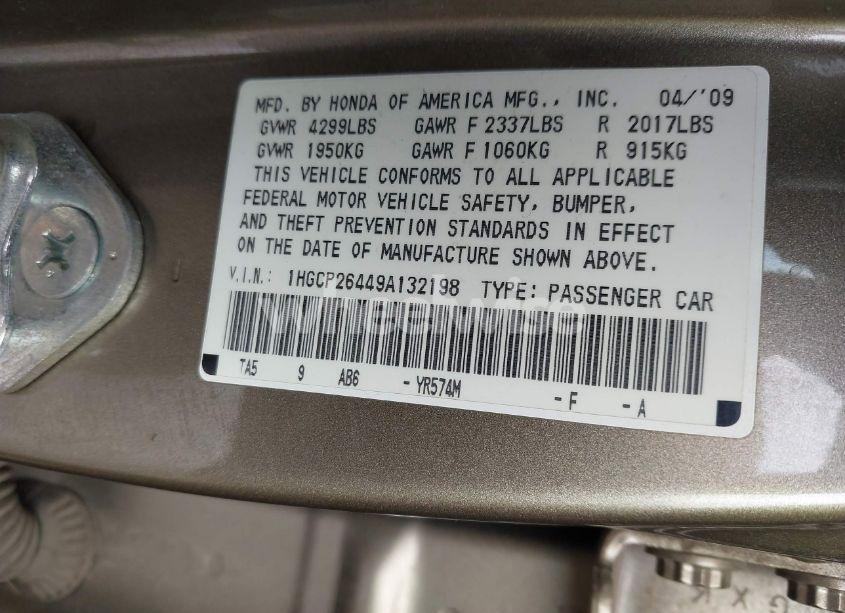 MFD. BY HONDA OF AMERICA MFG., INC. 04/'09
GVWR 4299LBS GAWR F 2337LBS R 2017LBS
GVWR 1950KG GAWR F 1060KG R 915KG
THIS VEHICLE CONFORMS TO ALL APPLICABLE
FEDERAL MOTOR VEHICLE SAFETY, BUMPER,
AND THEFT PREVENTION STANDARDS IN EFFECT
ON THE DATE OF MANUFACTURE SHOWN ABOVE.
V.I.N.: 1HGCP26449A132198 TYPE: PASSENGER CAR
wheelwise
TA5 9 AB6 -YR574M -F -A